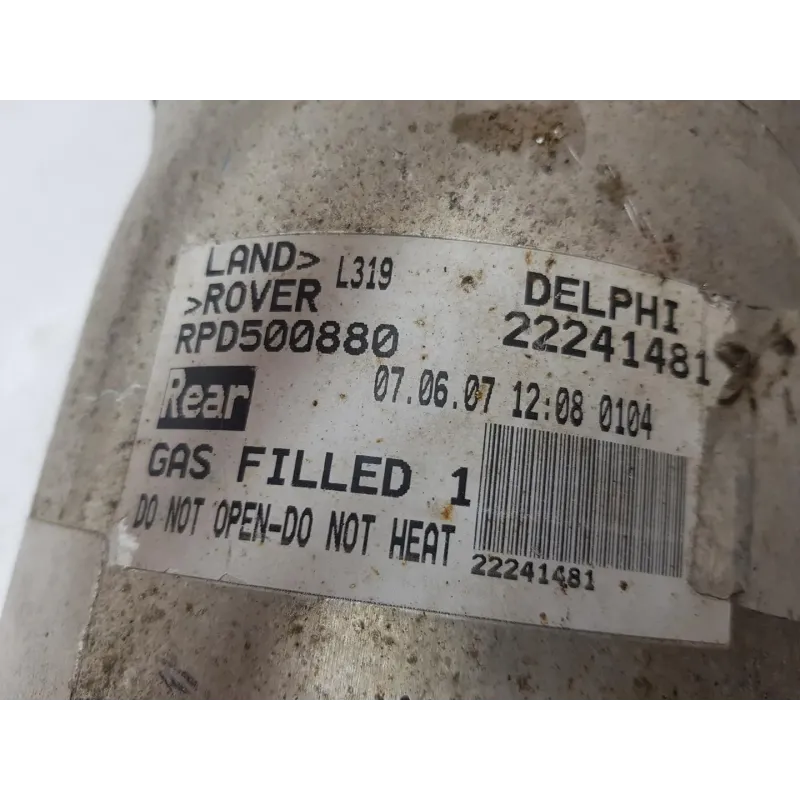 LAND> L319
>ROVER
RPD500880
DELPHI
22241481
Rear
07.06.07 12:08 0104
GAS FILLED 1
DO NOT OPEN-DO NOT HEAT
22241481